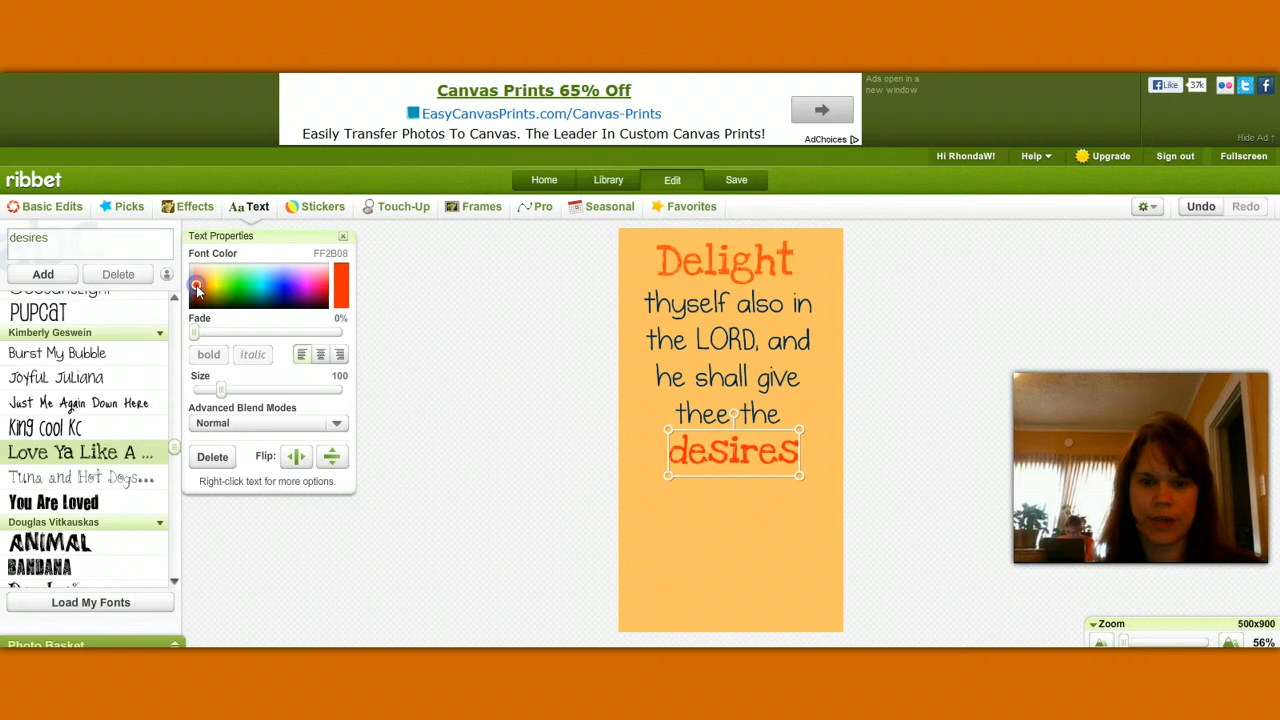 Canvas Prints 65% Off
EasyCanvasPrints.com/Canvas-Prints
Easily Transfer Photos To Canvas. The Leader In Custom Canvas Prints!
AdChoices
Ads open in a
new window
Like 37k
Hide Ad ↑
Hi RhondaW! Help Upgrade Sign out Fullscreen
ribbet
Home Library Edit Save
Basic Edits Picks Effects Aa Text Stickers Touch-Up Frames Pro Seasonal Favorites Undo Redo
desires
Add Delete
PUPCAT
Kimberly Geswein
Burst My Bubble
Joyful Juliana
Just Me Again Down Here
King Cool KC
Love Ya Like A ...
Tuna and Hot Dogs...
You Are Loved
Douglas Vitkauskas
ANIMAL
BANDANA
Load My Fonts
Photo Basket
Text Properties
Font Color FF2B08
Fade 0%
bold italic
Size 100
Advanced Blend Modes
Normal
Delete Flip:
Right-click text for more options.
Delight
thyself also in
the LORD, and
he shall give
thee the
desires
Zoom 500x900
56%